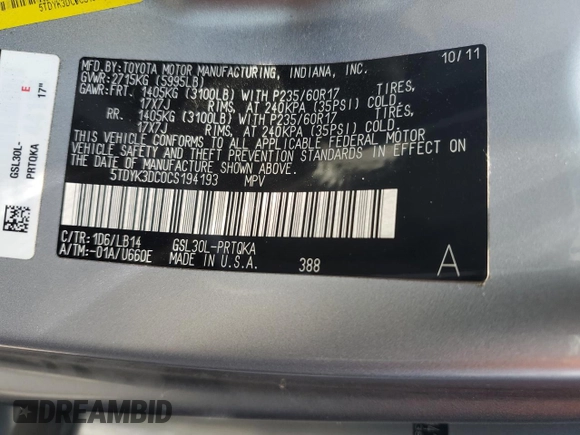 5TDYK3DC0CS19
GSL30L-
PRTQKA
E
17"
MFD.BY: TOYOTA MOTOR MANUFACTURING, INDIANA, INC. 10/11
GVWR: 2715KG (5995LB)
GAWR:FRT. 1405KG (3100LB) WITH P235/60R17 TIRES,
17X7J RIMS, AT 240KPA (35PSI) COLD.
RR. 1405KG (3100LB) WITH P235/60R17 TIRES,
17X7J RIMS, AT 240KPA (35PSI) COLD.
THIS VEHICLE CONFORMS TO ALL APPLICABLE FEDERAL MOTOR
VEHICLE SAFETY AND THEFT PREVENTION STANDARDS IN EFFECT ON
THE DATE OF MANUFACTURE SHOWN ABOVE.
5TDYK3DC0CS194193 MPV
C/TR: 1D6/LB14 GSL30L-PRTQKA
A/TM:-01A/U660E MADE IN U.S.A. 388 A
DREAMBID